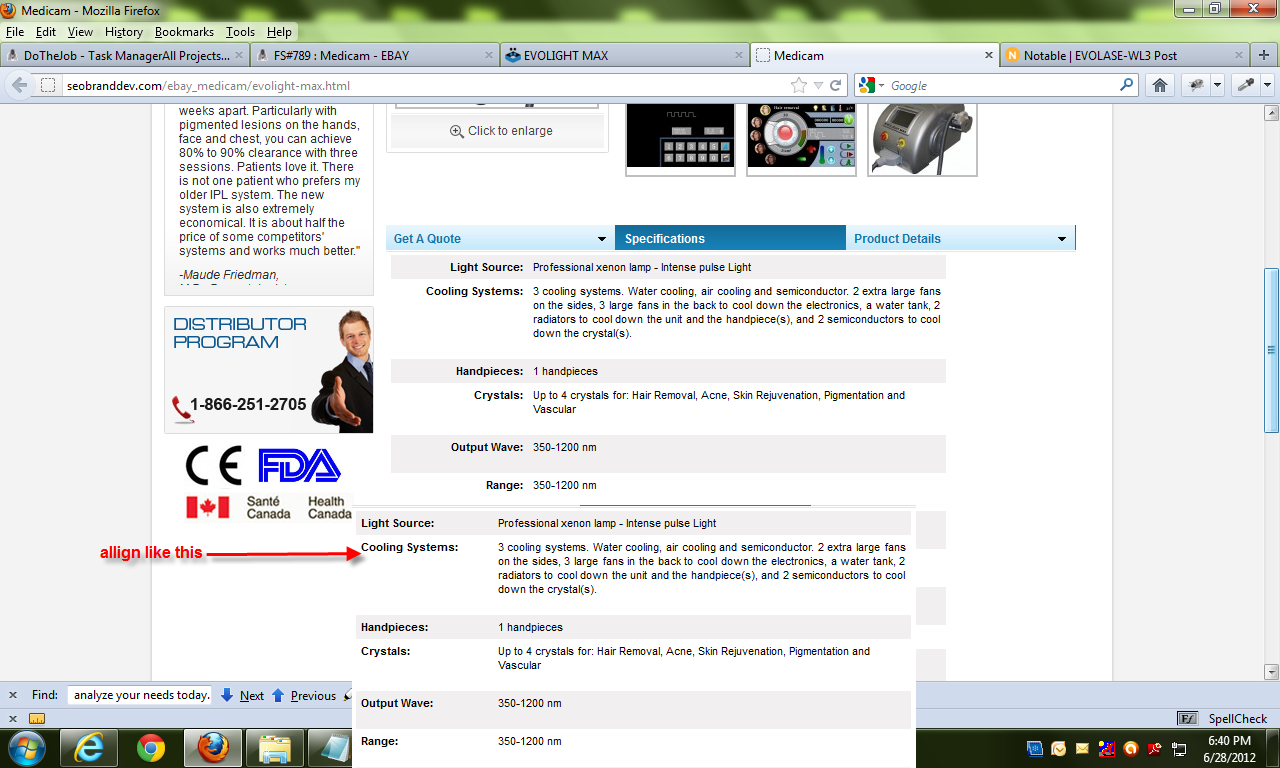 Medicam - Mozilla Firefox
File Edit View History Bookmarks Tools Help
DoTheJob - Task ManagerAll Projects...
FS#789 : Medicam - EBAY
EVOLIGHT MAX
Medicam
Notable | EVOLASE-WL3 Post
seobranddev.com/ebay_medicam/evolight-max.html
Google
weeks apart. Particularly with
pigmented lesions on the hands,
face and chest, you can achieve
80% to 90% clearance with three
sessions. Patients love it. There
is not one patient who prefers my
older IPL system. The new
system is also extremely
economical. It is about half the
price of some competitors'
systems and works much better."
-Maude Friedman,
DISTRIBUTOR
PROGRAM
1-866-251-2705
CE FDA
Santé
Canada
Health
Canada
Click to enlarge
Hair removal
Get A Quote
Specifications
Product Details
Light Source: Professional xenon lamp - Intense pulse Light
Cooling Systems: 3 cooling systems. Water cooling, air cooling and semiconductor. 2 extra large fans
on the sides, 3 large fans in the back to cool down the electronics, a water tank, 2
radiators to cool down the unit and the handpiece(s), and 2 semiconductors to cool
down the crystal(s).
Handpieces: 1 handpieces
Crystals: Up to 4 crystals for: Hair Removal, Acne, Skin Rejuvenation, Pigmentation and
Vascular
Output Wave: 350-1200 nm
Range: 350-1200 nm
allign like this
Light Source: Professional xenon lamp - Intense pulse Light
Cooling Systems: 3 cooling systems. Water cooling, air cooling and semiconductor. 2 extra large fans
on the sides, 3 large fans in the back to cool down the electronics, a water tank, 2
radiators to cool down the unit and the handpiece(s), and 2 semiconductors to cool
down the crystal(s).
Handpieces: 1 handpieces
Crystals: Up to 4 crystals for: Hair Removal, Acne, Skin Rejuvenation, Pigmentation and
Vascular
Output Wave: 350-1200 nm
Range: 350-1200 nm
Find: analyze your needs today. Next Previous
SpellCheck
6:40 PM
6/28/2012